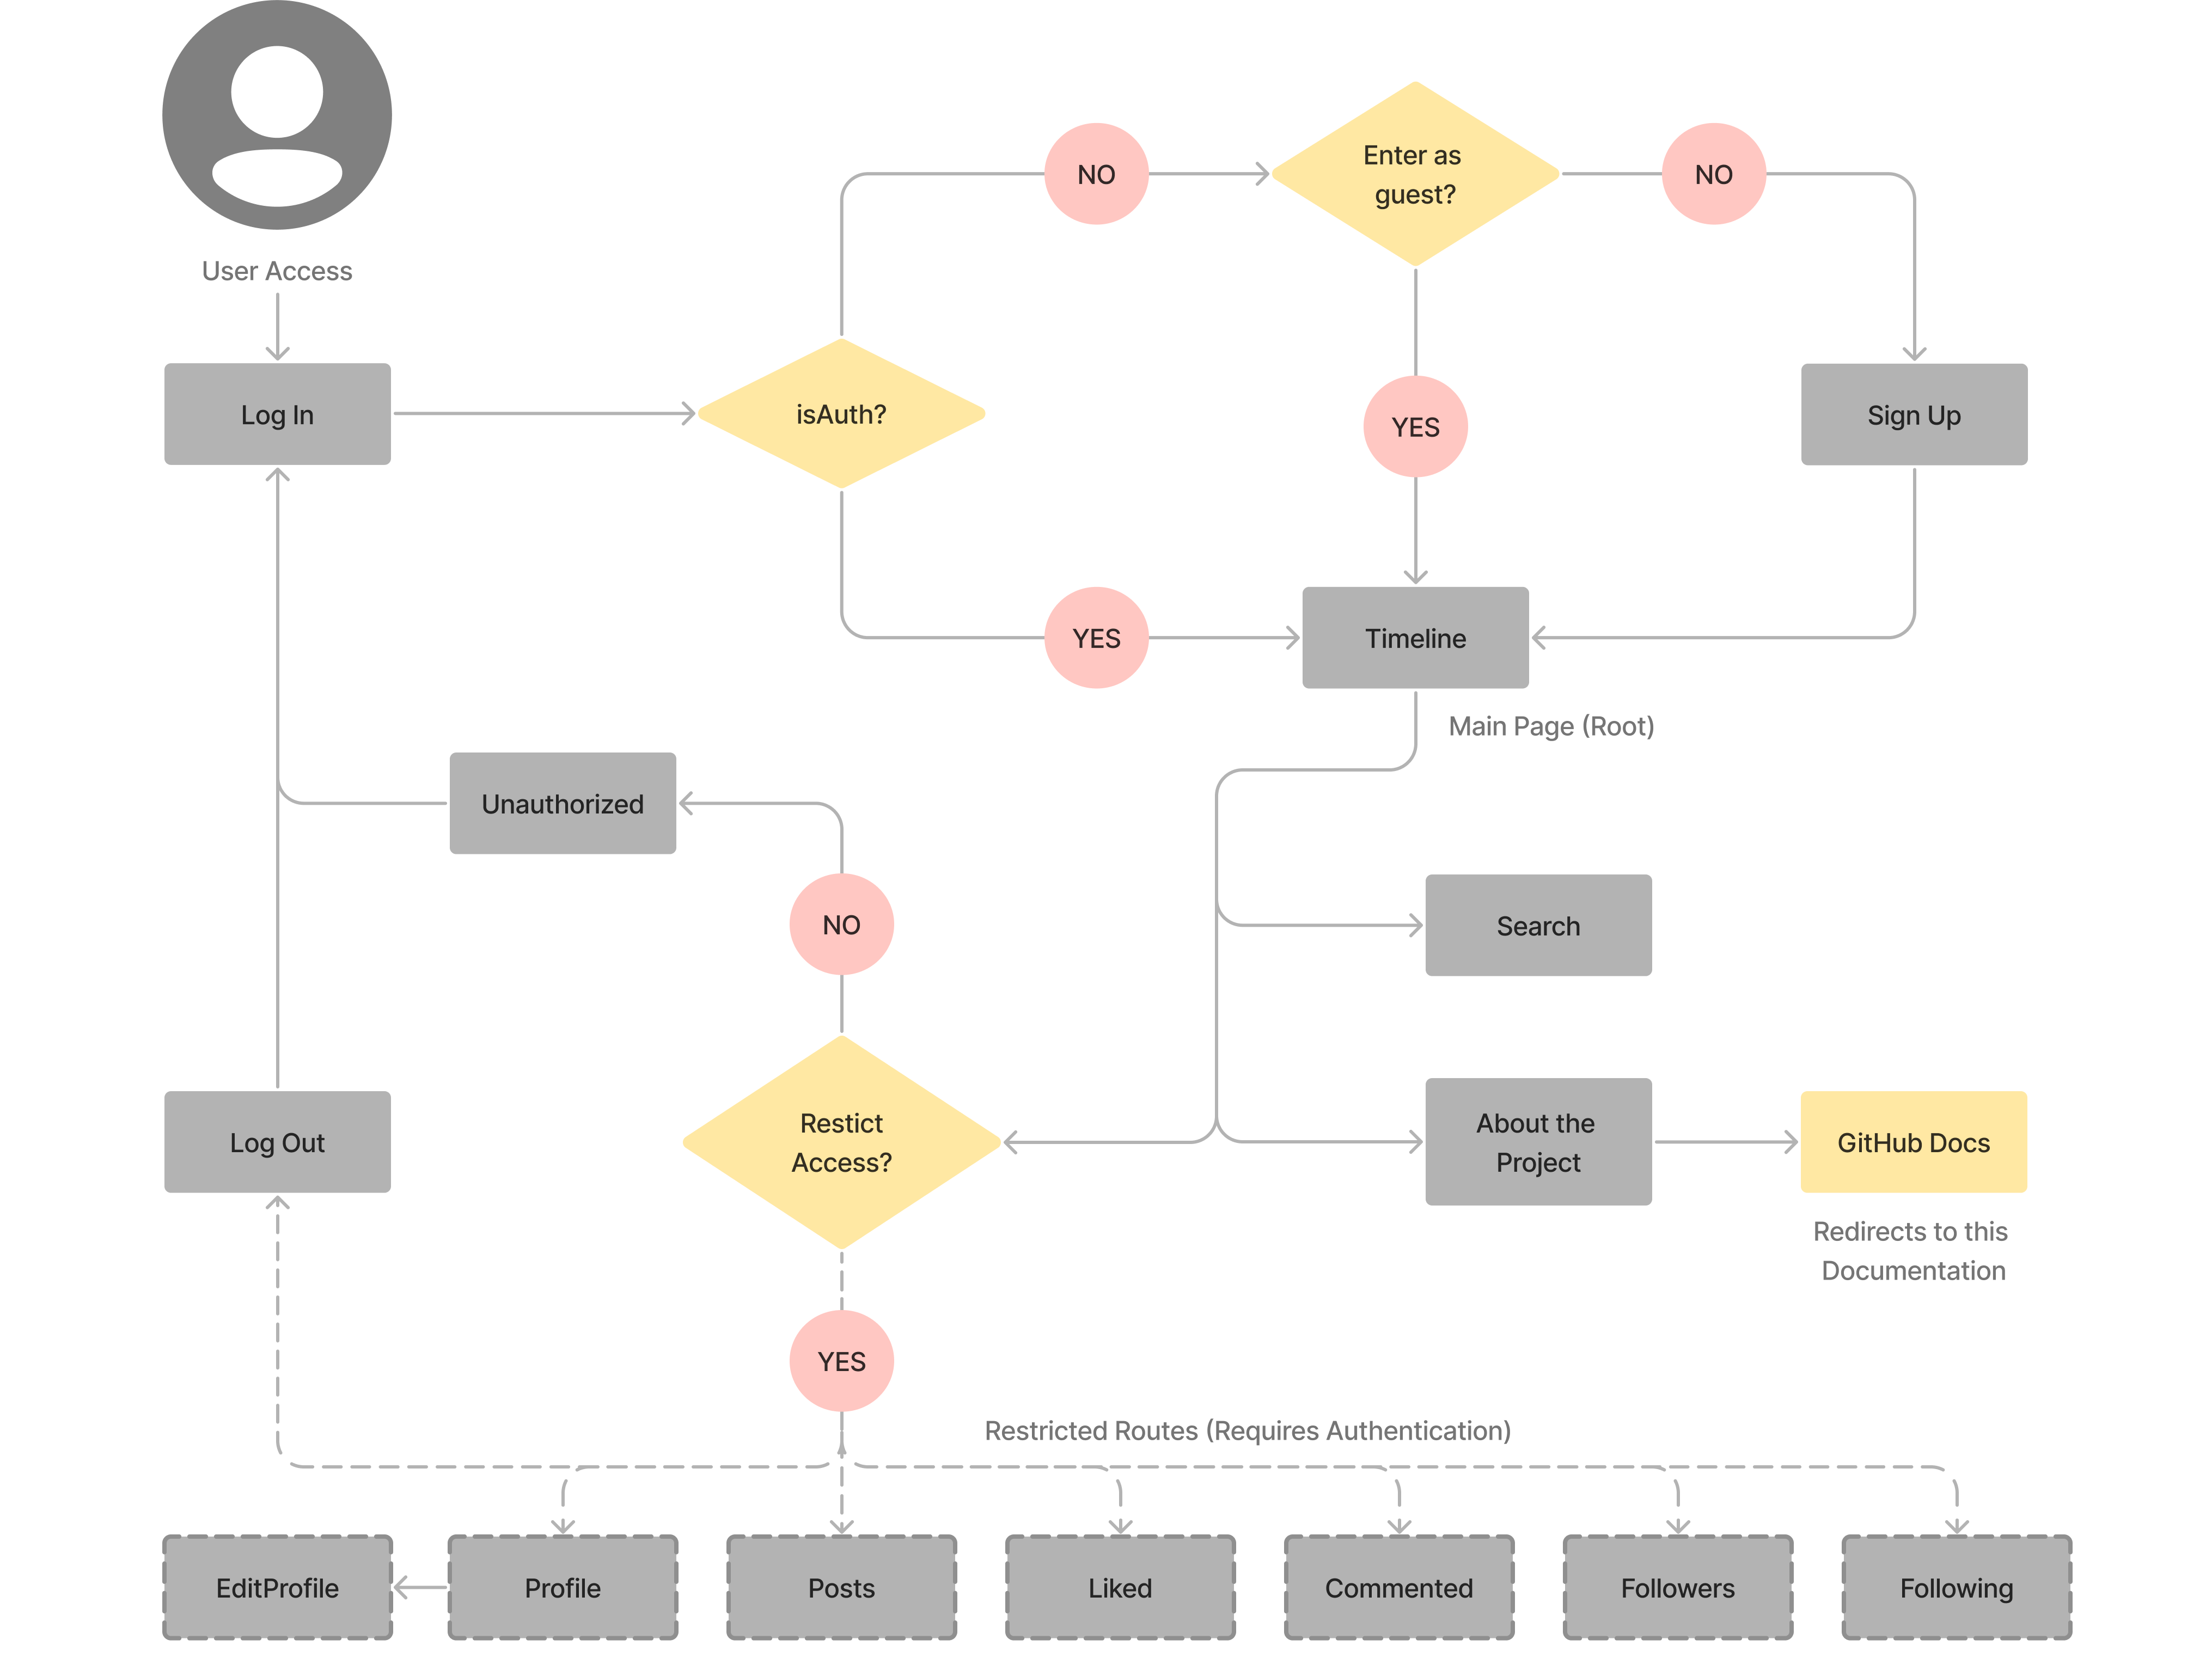 User Access
NO
Enter as
guest?
NO
Log In
isAuth?
YES
Sign Up
YES
Timeline
Main Page (Root)
Unauthorized
NO
Search
Log Out
Restict
Access?
About the
Project
GitHub Docs
Redirects to this
Documentation
YES
Restricted Routes (Requires Authentication)
EditProfile
Profile
Posts
Liked
Commented
Followers
Following